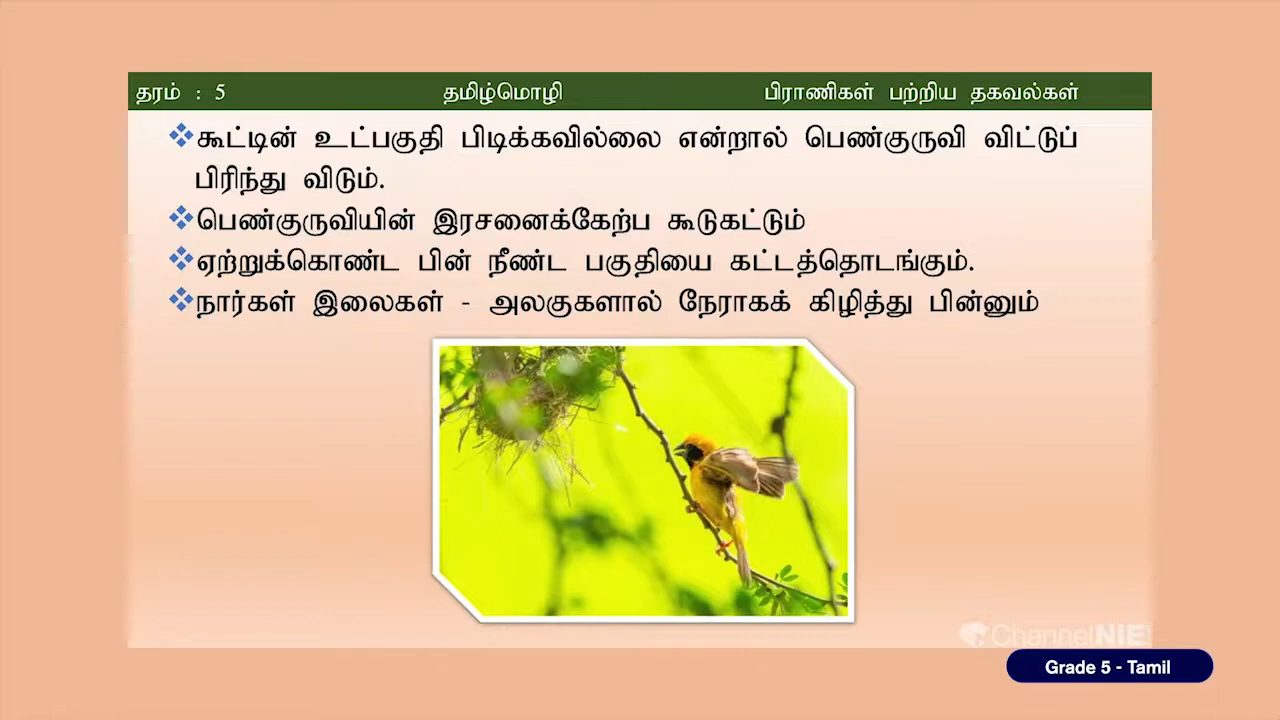 தரம் : 5 தமிழ்மொழி பிராணிகள் பற்றிய தகவல்கள்
❖கூட்டின் உட்பகுதி பிடிக்கவில்லை என்றால் பெண்குருவி விட்டுப்
பிரிந்து விடும்.
❖பெண்குருவியின் இரசனைக்கேற்ப கூடுகட்டும்
❖ஏற்றுக்கொண்ட பின் நீண்ட பகுதியை கட்டத்தொடங்கும்.
❖நார்கள் இலைகள் - அலகுகளால் நேராகக் கிழித்து பின்னும்
ChannelNIE
Grade 5 - Tamil